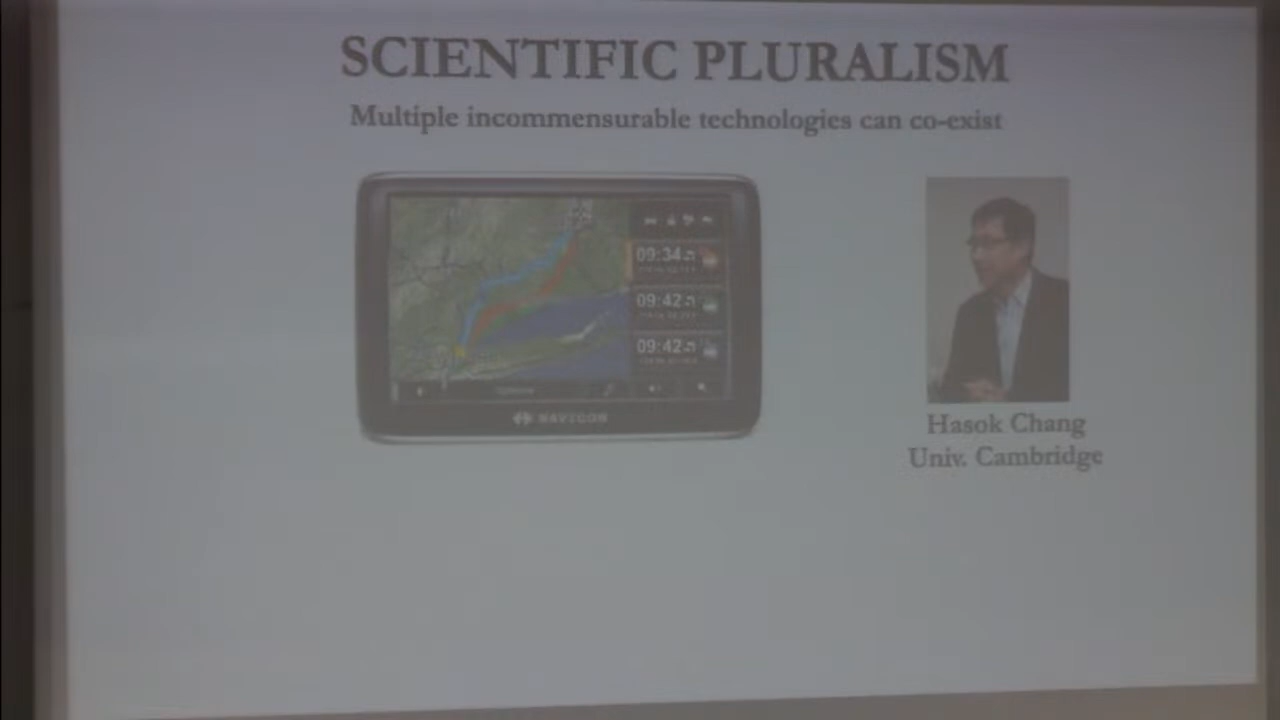 SCIENTIFIC PLURALISM
Multiple incommensurable technologies can co-exist
09:34
09:42
09:42
NAVIGON
Hasok Chang
Univ. Cambridge